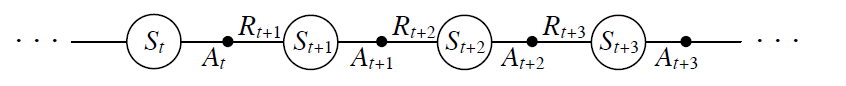 · · · S_t A_t R_{t+1} S_{t+1} A_{t+1} R_{t+2} S_{t+2} A_{t+2} R_{t+3} S_{t+3} A_{t+3} · · ·